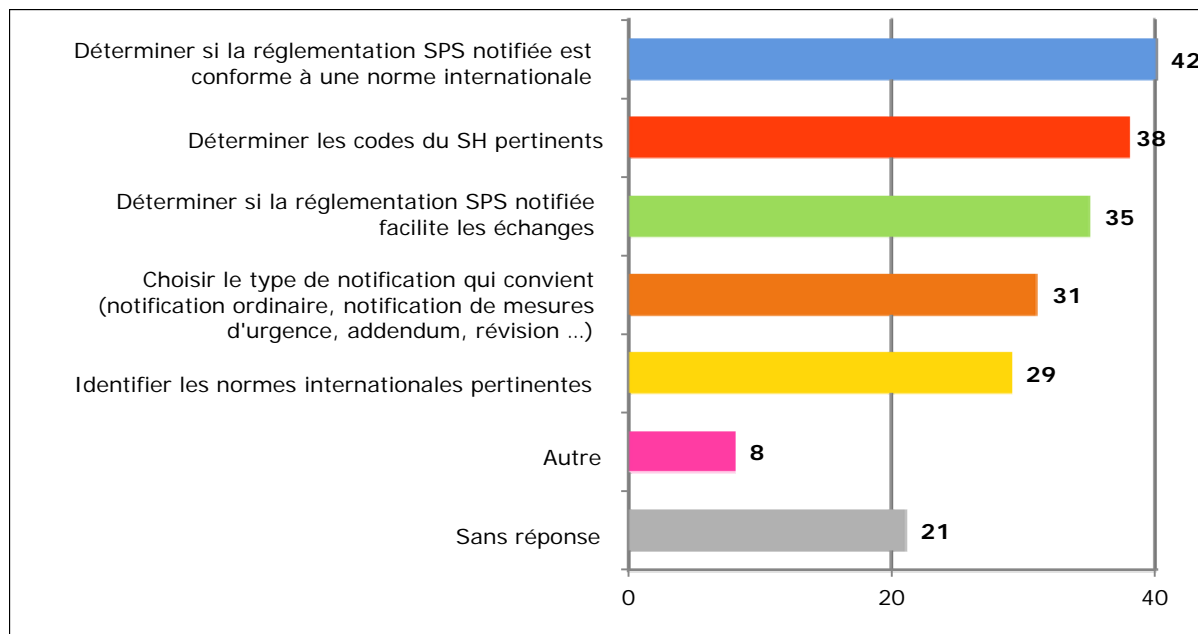 Déterminer si la réglementation SPS notifiée est
conforme à une norme internationale
42
Déterminer les codes du SH pertinents
38
Déterminer si la réglementation SPS notifiée
facilite les échanges
35
Choisir le type de notification qui convient
(notification ordinaire, notification de mesures
d'urgence, addendum, révision ...)
31
Identifier les normes internationales pertinentes
29
Autre
8
Sans réponse
21
0 20 40